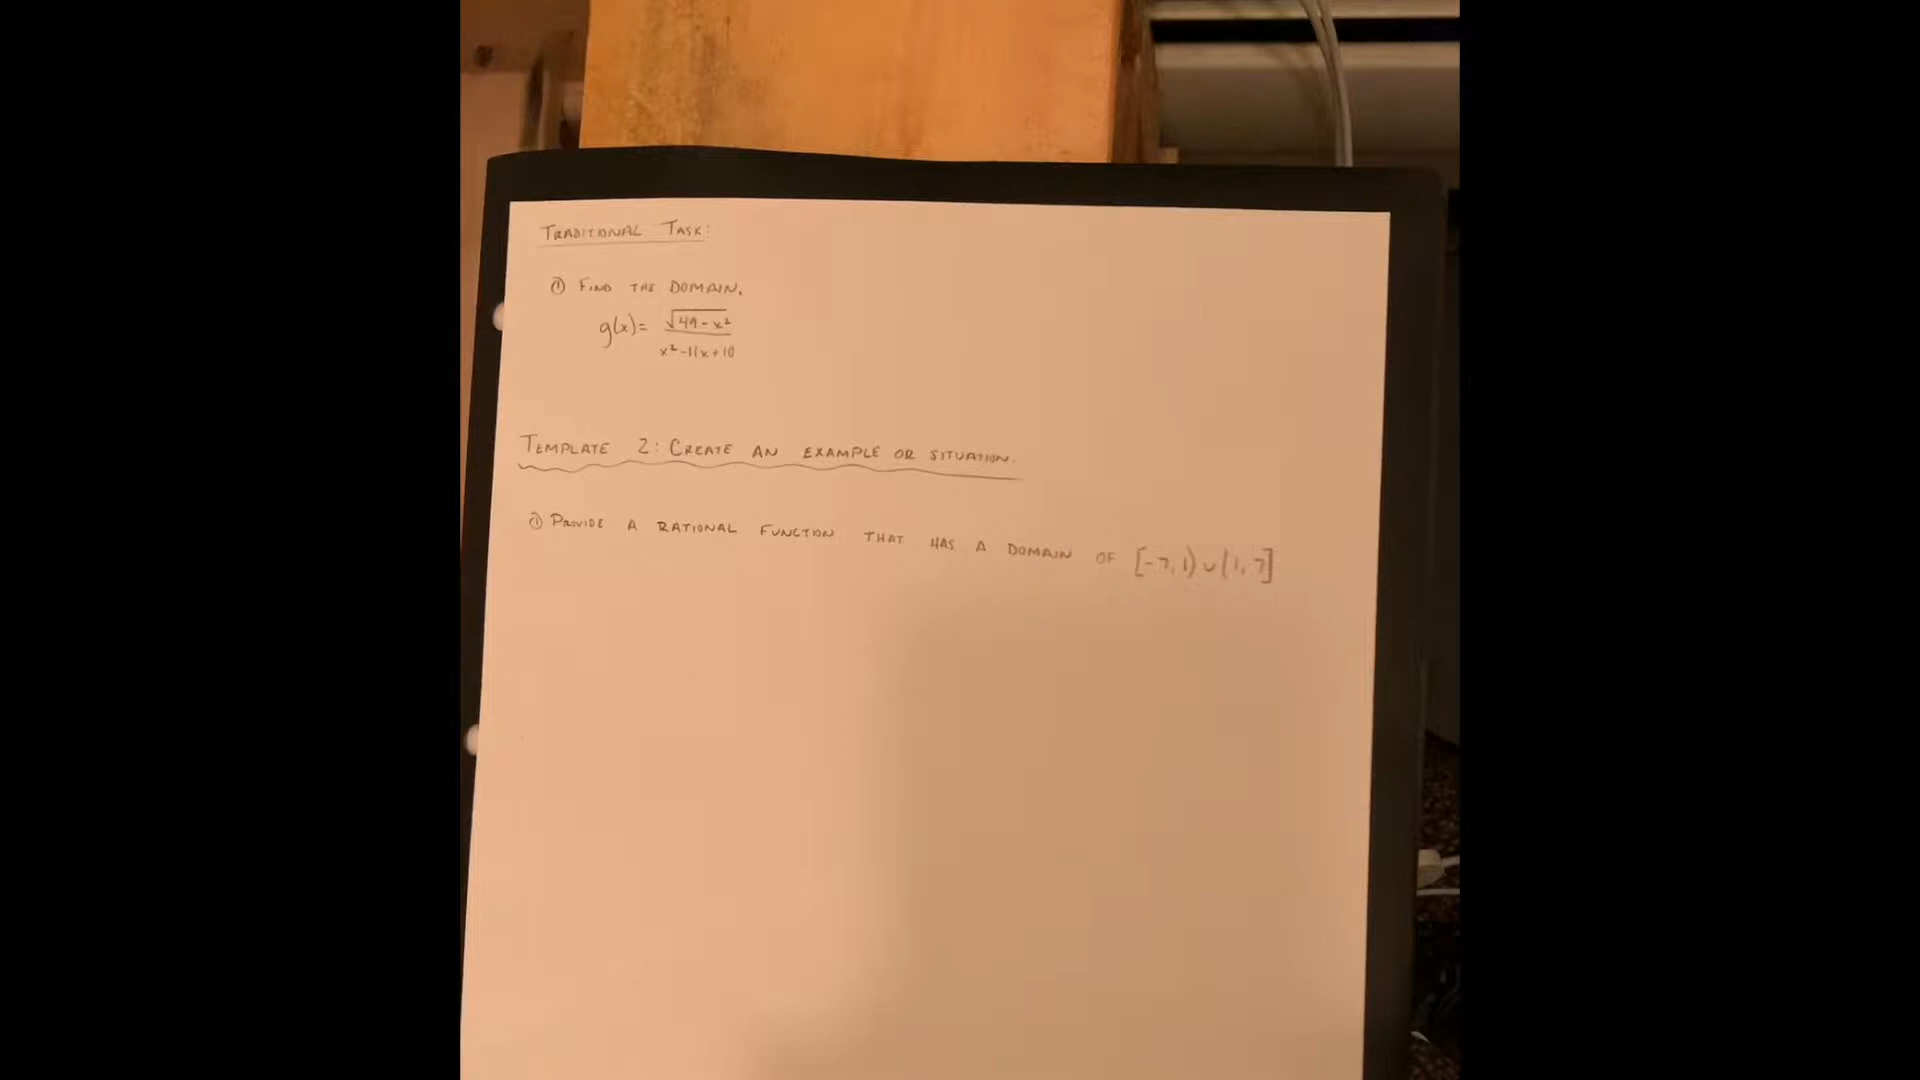 TRADITIONAL TASK:
① FIND THE DOMAIN.
g(x)= √(49-x²) / (x²-11x+10)
TEMPLATE 2: CREATE AN EXAMPLE OR SITUATION.
① PROVIDE A RATIONAL FUNCTION THAT HAS A DOMAIN OF [-7,1)∪(1,7]